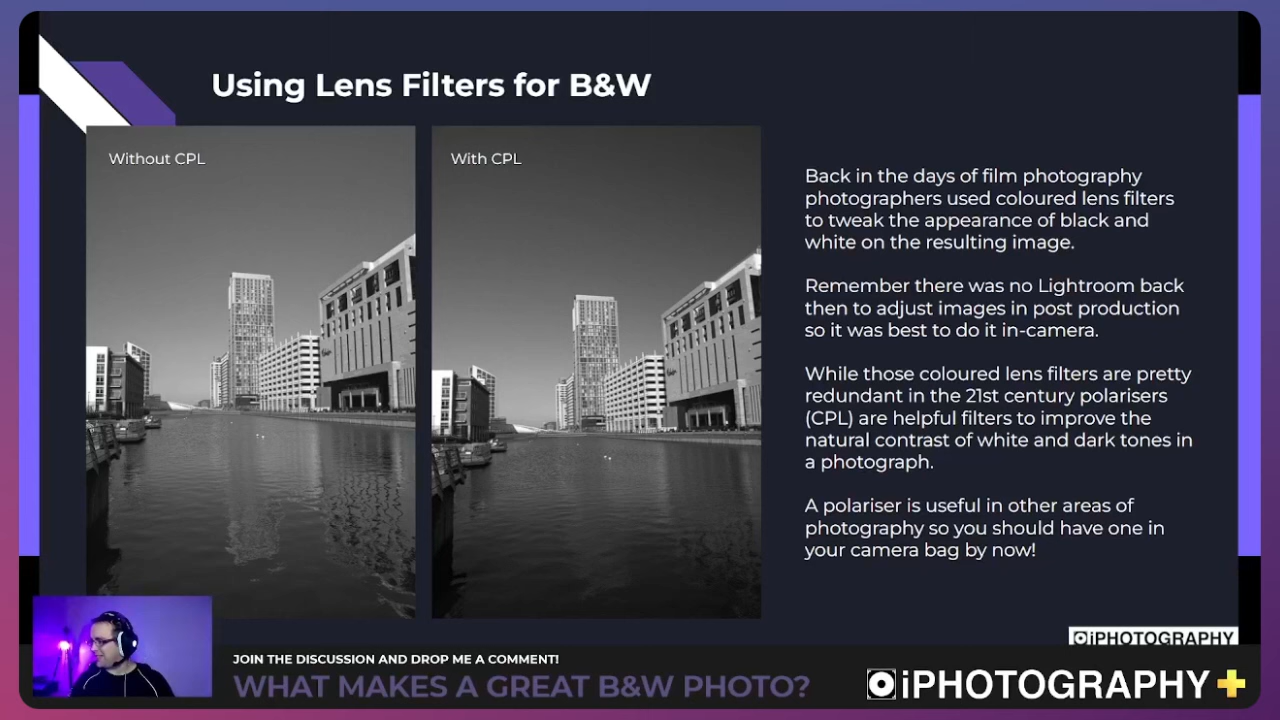 Using Lens Filters for B&W
Without CPL
With CPL
Back in the days of film photography
photographers used coloured lens filters
to tweak the appearance of black and
white on the resulting image.
Remember there was no Lightroom back
then to adjust images in post production
so it was best to do it in-camera.
While those coloured lens filters are pretty
redundant in the 21st century polarisers
(CPL) are helpful filters to improve the
natural contrast of white and dark tones in
a photograph.
A polariser is useful in other areas of
photography so you should have one in
your camera bag by now!
iPHOTOGRAPHY
JOIN THE DISCUSSION AND DROP ME A COMMENT!
WHAT MAKES A GREAT B&W PHOTO?
iPHOTOGRAPHY+